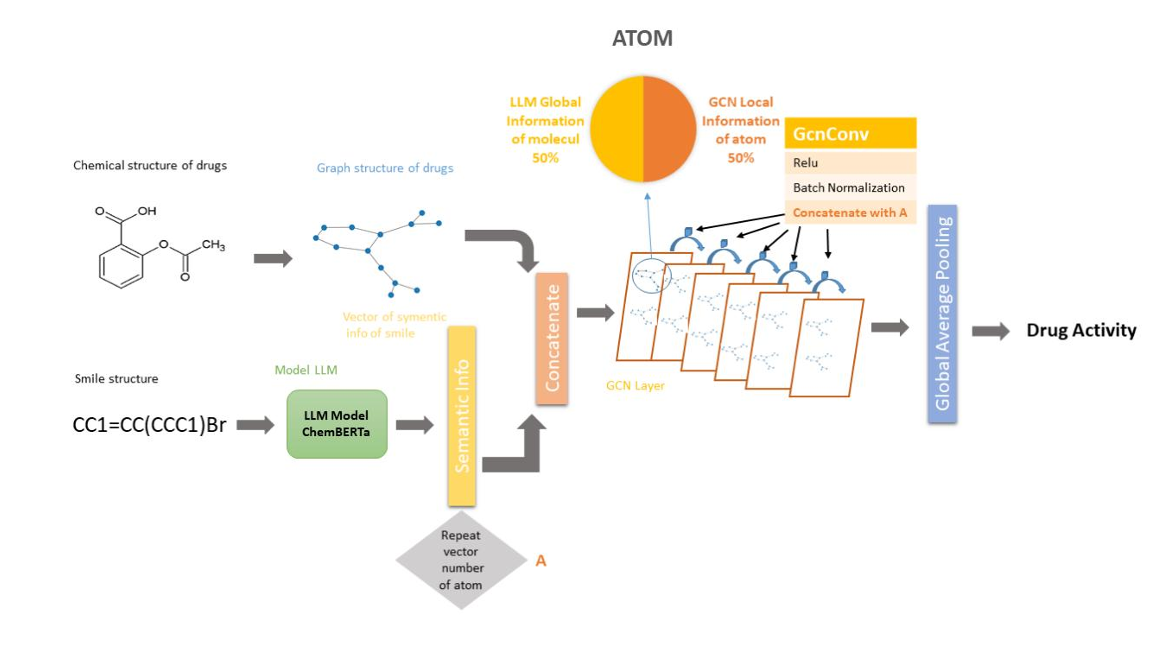 ATOM
LLM Global
Information
of molecul
50%
GCN Local
Information
of atom
50%
GcnConv
Relu
Batch Normalization
Concatenate with A
Chemical structure of drugs
Graph structure of drugs
O
OH
O
CH3
O
Vector of symentic
info of smile
Concatenate
GCN Layer
Global Average Pooling
Drug Activity
Smile structure
Model LLM
CC1=CC(CCC1)Br
LLM Model
ChemBERTa
Semantic Info
Repeat
vector
number
of atom
A